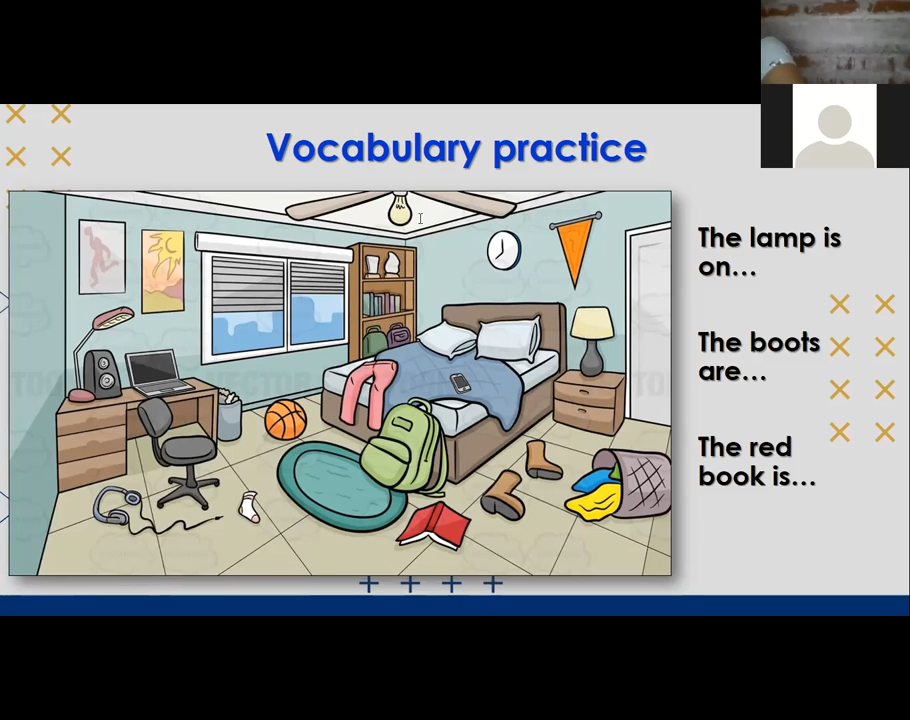 Vocabulary practice
The lamp is
on…
The boots
are…
The red
book is…